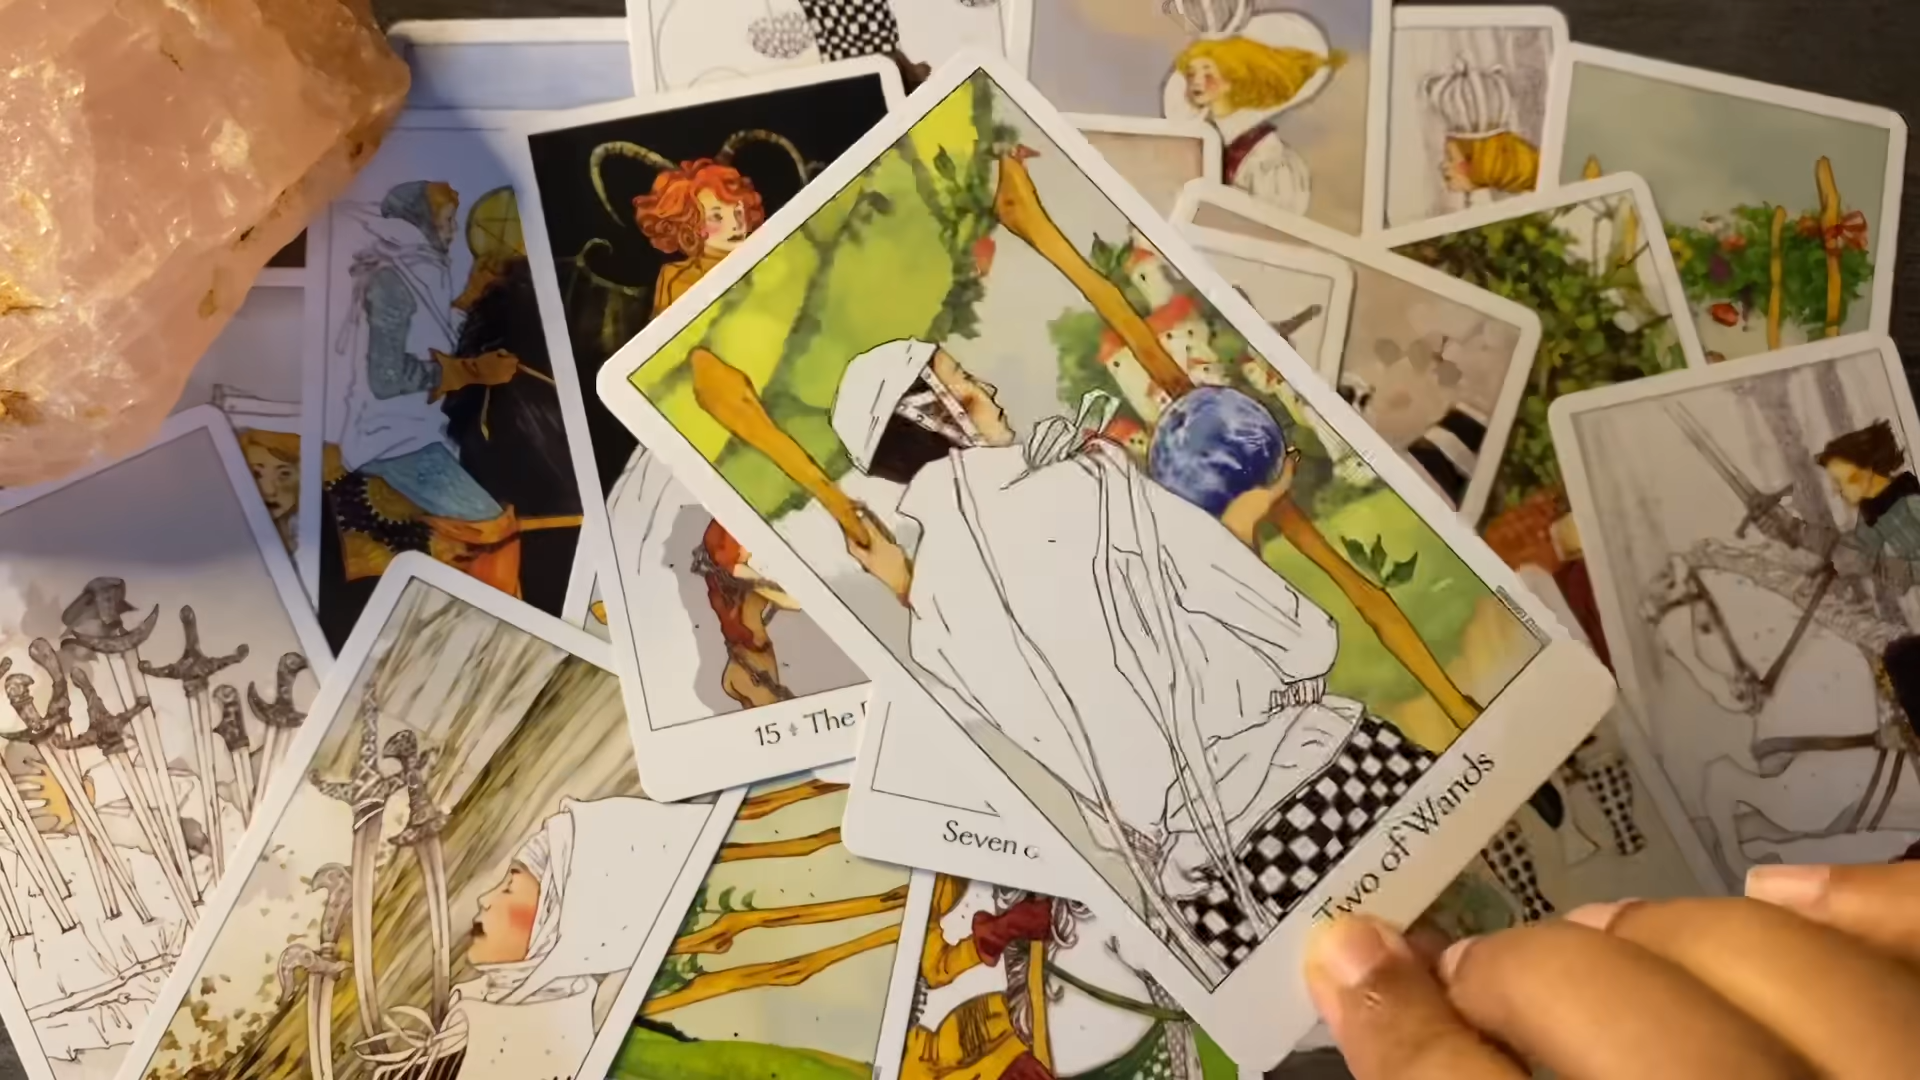 15 The
Seven
Two of Wands